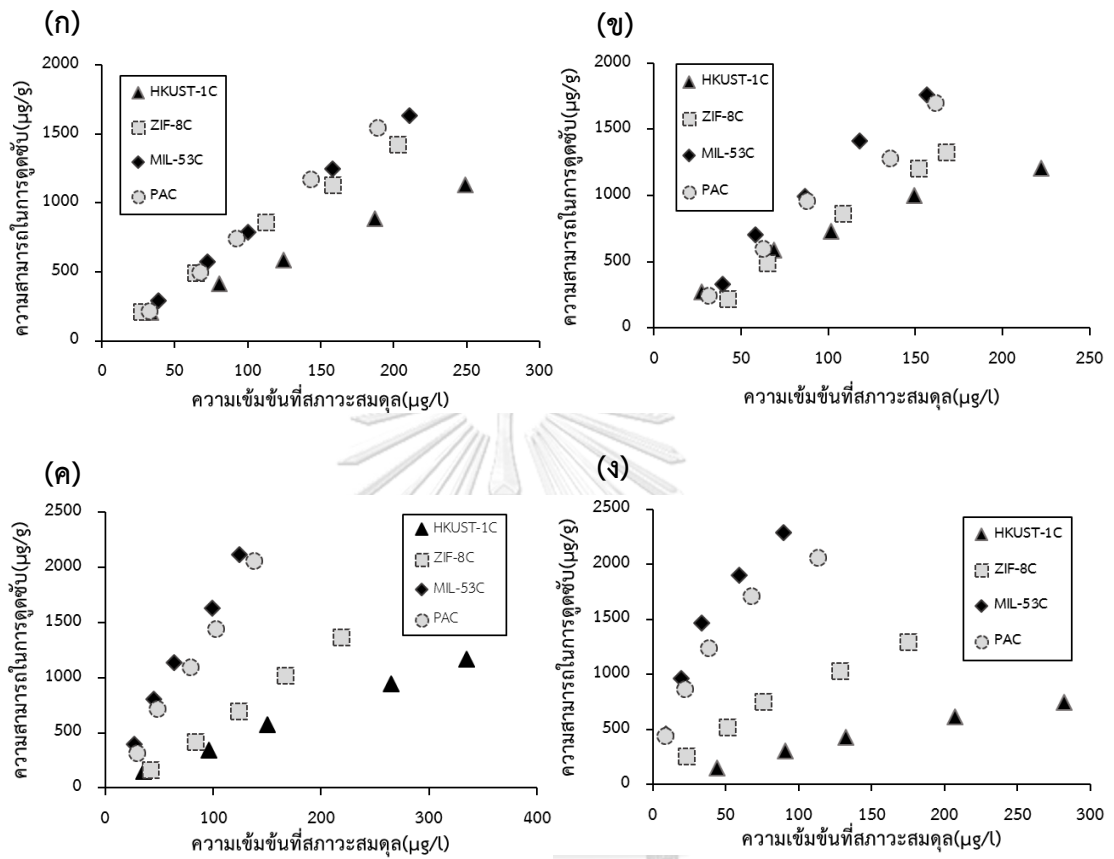 (ก)
ความสามารถในการดูดซับ(µg/g)
2000
1500
1000
500
0
HKUST-1C
ZIF-8C
MIL-53C
PAC
0 50 100 150 200 250 300
ความเข้มข้นที่สภาวะสมดุล(µg/l)
(ข)
ความสามารถในการดูดซับ(µg/g)
2000
1500
1000
500
0
HKUST-1C
ZIF-8C
MIL-53C
PAC
0 50 100 150 200 250
ความเข้มข้นที่สภาวะสมดุล(µg/l)
(ค)
ความสามารถในการดูดซับ(µg/g)
2500
2000
1500
1000
500
0
HKUST-1C
ZIF-8C
MIL-53C
PAC
0 100 200 300 400
ความเข้มข้นที่สภาวะสมดุล(µg/l)
(ง)
ความสามารถในการดูดซับ(µg/g)
2500
2000
1500
1000
500
0
HKUST-1C
ZIF-8C
MIL-53C
PAC
0 50 100 150 200 250 300
ความเข้มข้นที่สภาวะสมดุล(µg/l)